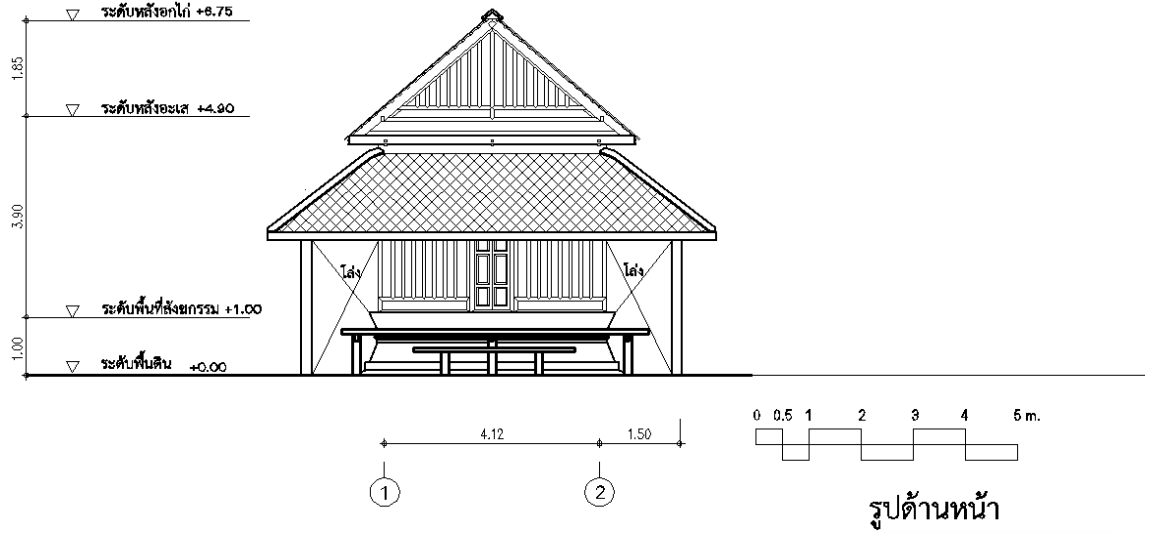 ระดับหลังอกไก่ +6.75
1.85
ระดับหลังอะเส +4.90
3.90
โล่ง โล่ง
ระดับพื้นที่สังฆกรรม +1.00
1.00
ระดับพื้นดิน +0.00
0 0.5 1 2 3 4 5 m.
4.12 1.50
1 2
รูปด้านหน้า